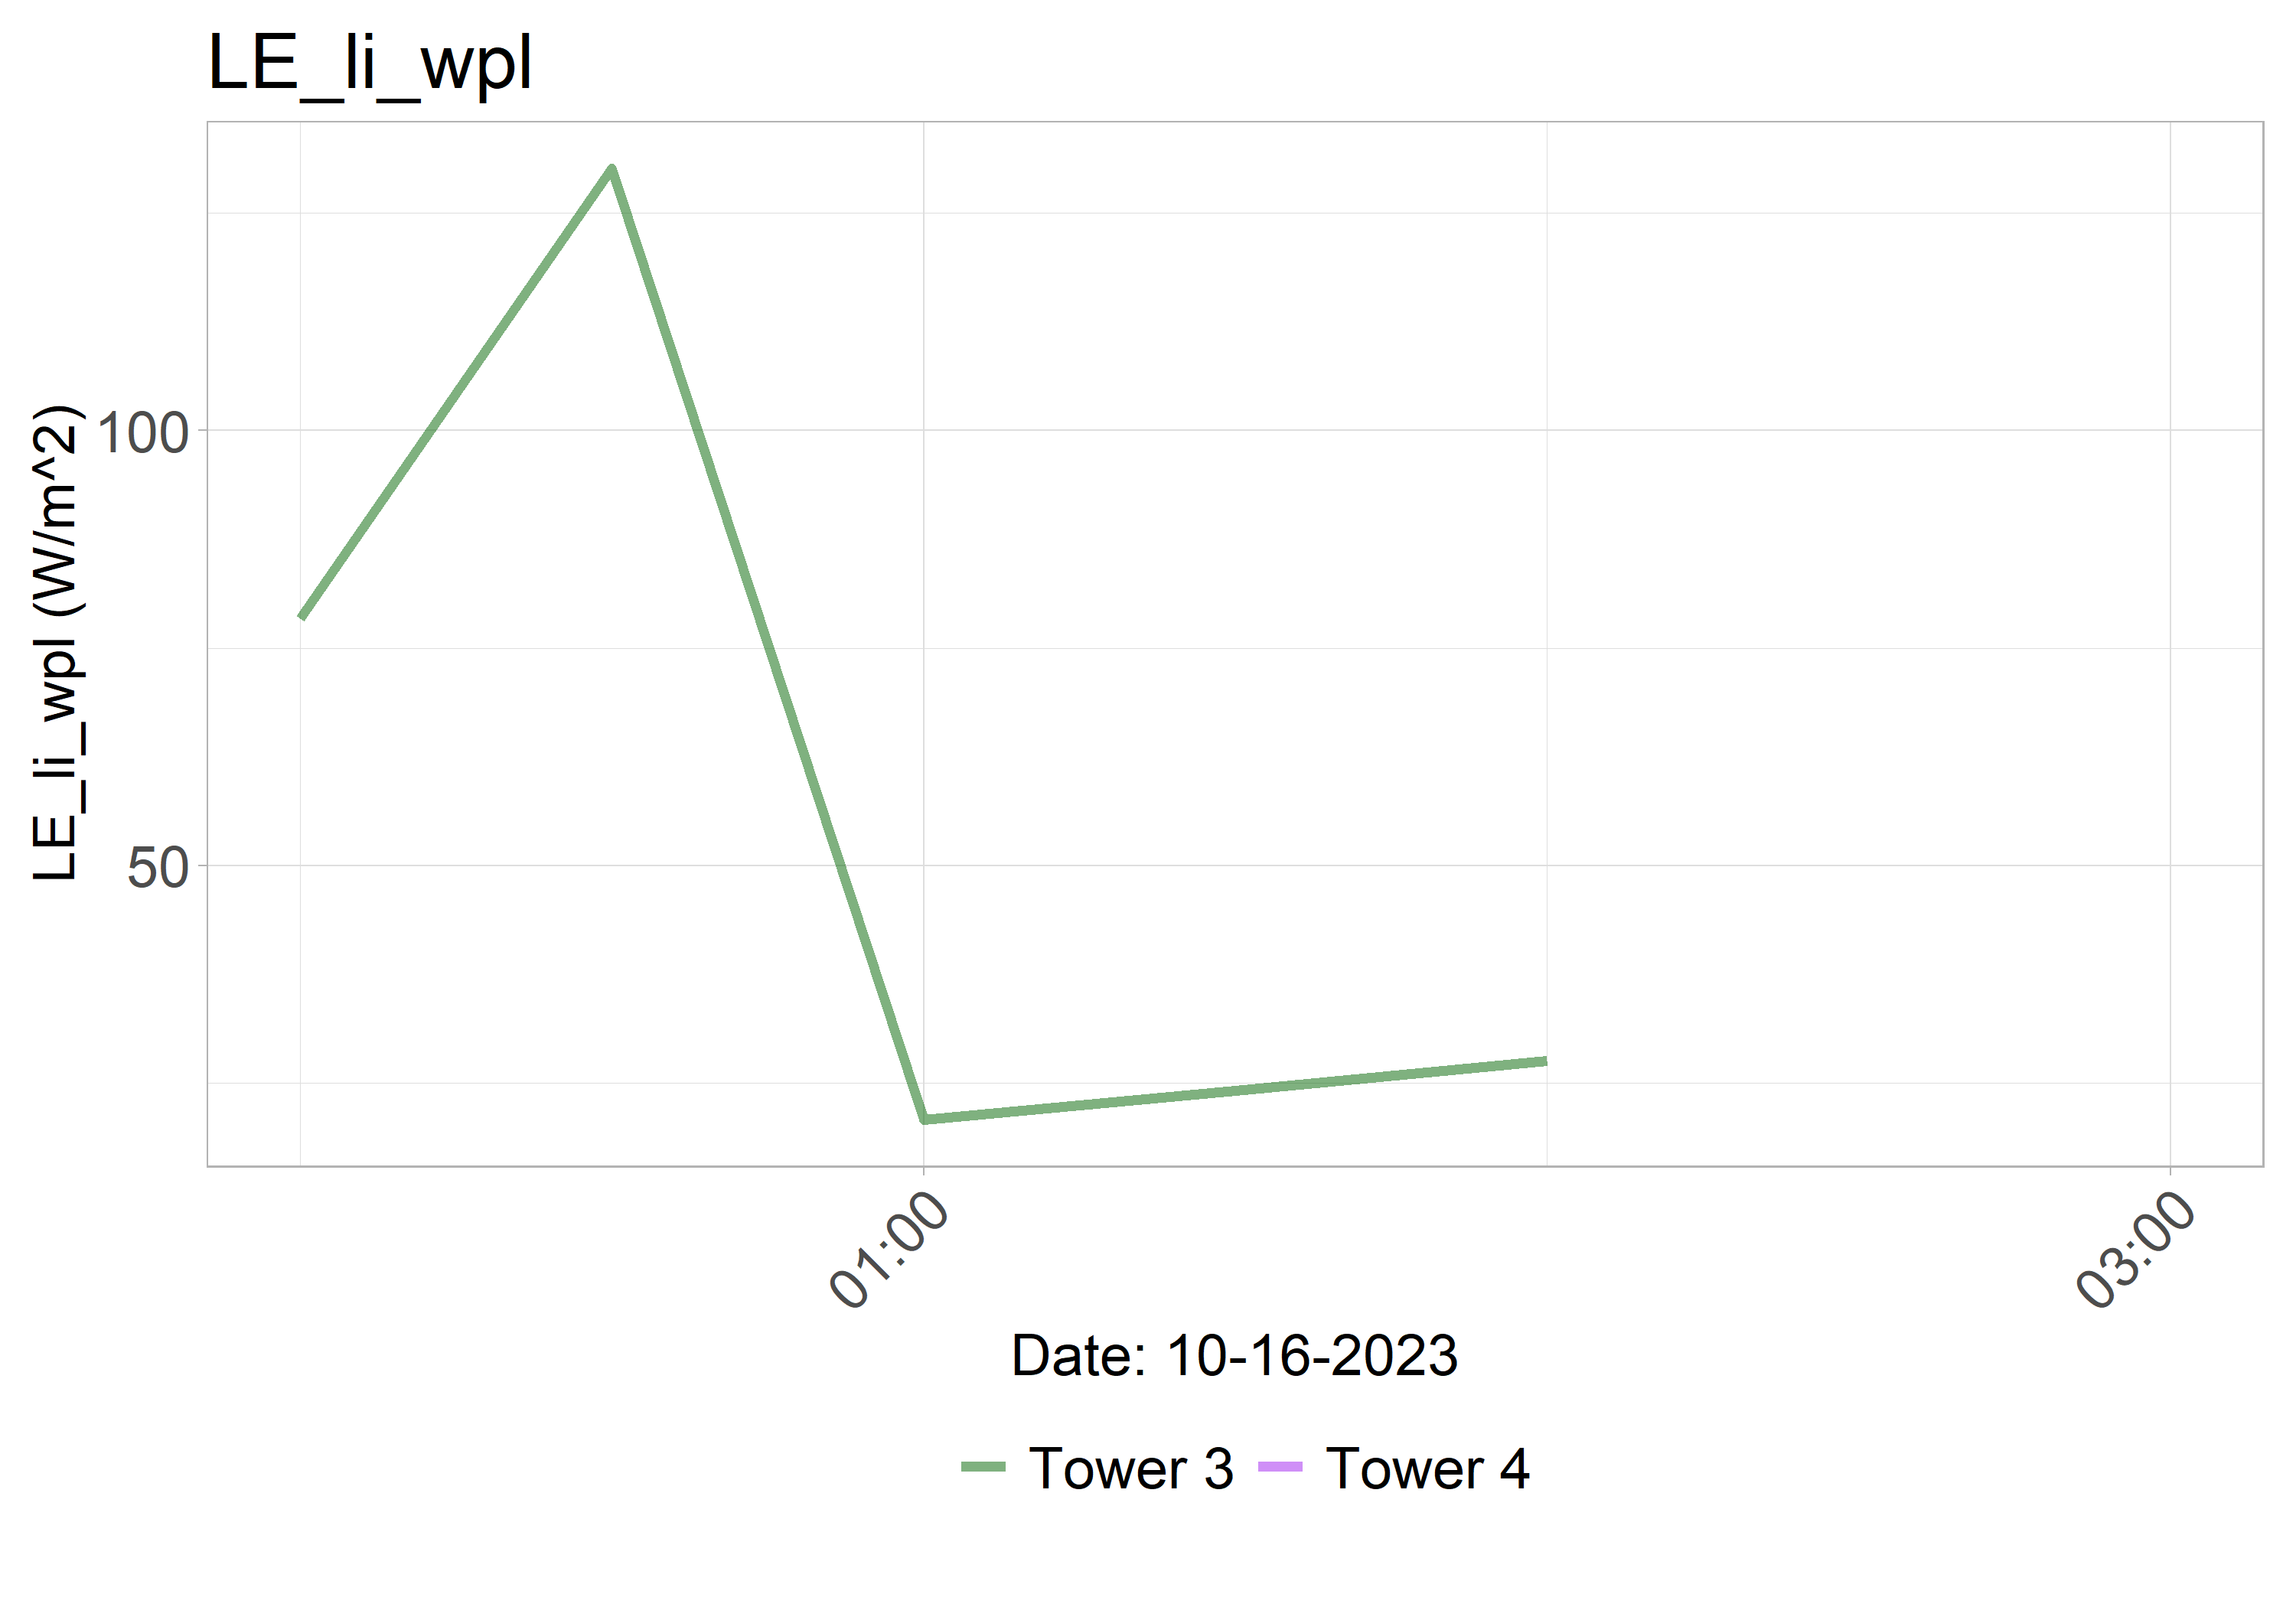 LE_li_wpl
LE_li_wpl (W/m^2)
100
50
01:00
03:00
Date: 10-16-2023
Tower 3
Tower 4